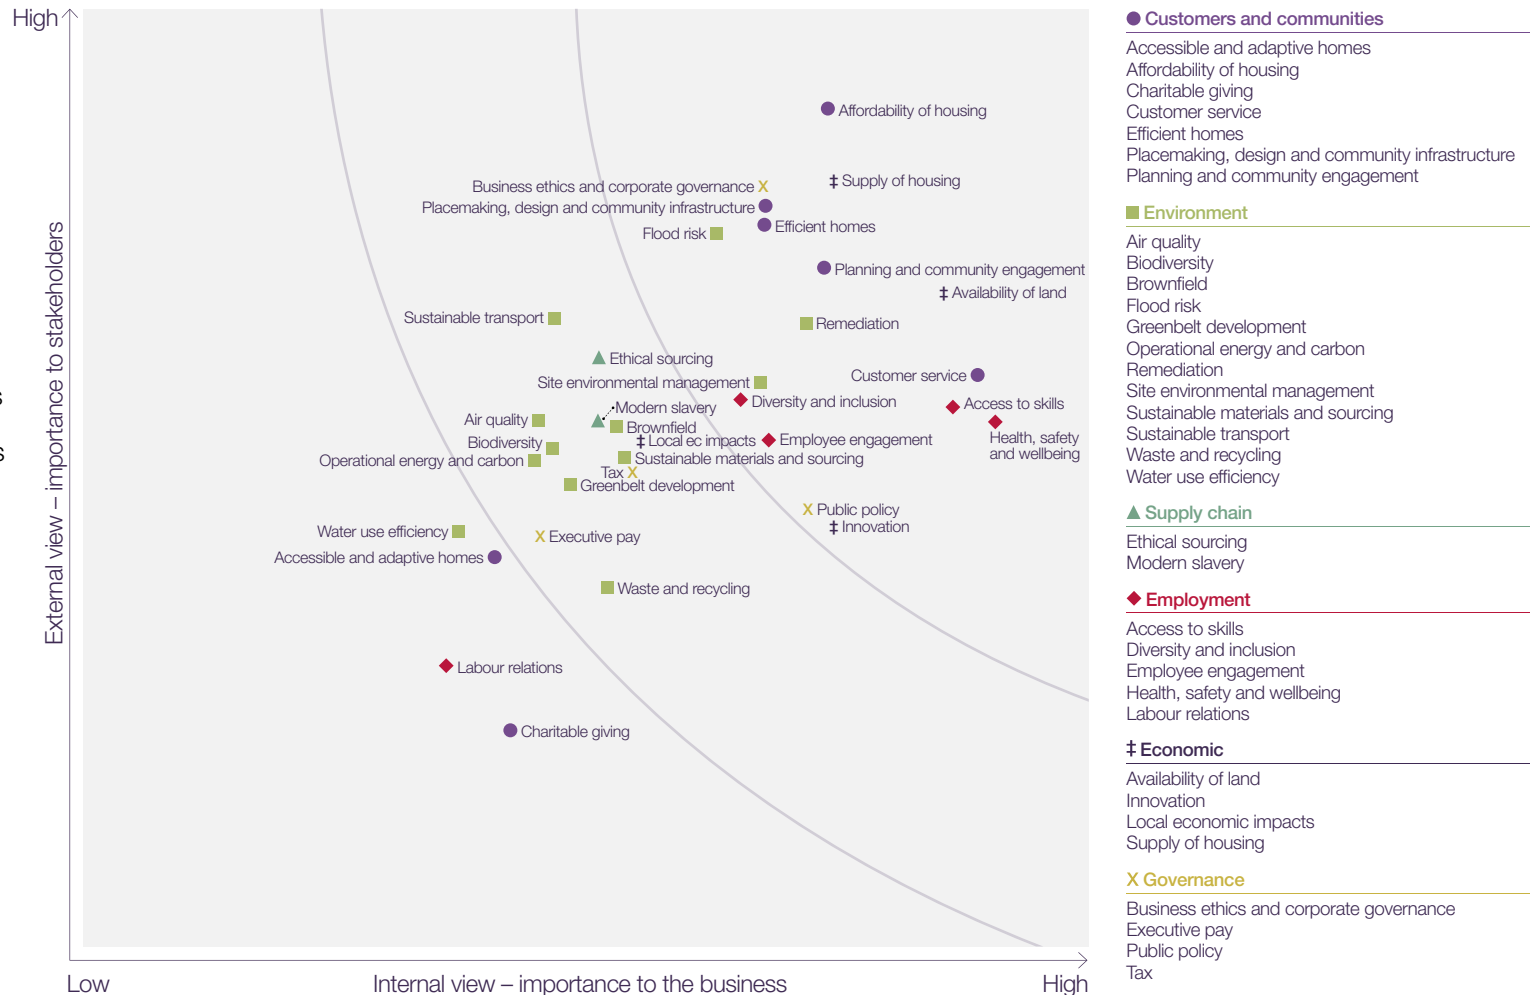 High
External view – importance to stakeholders
s
s
Affordability of housing
‡ Supply of housing
Business ethics and corporate governance X
Placemaking, design and community infrastructure
Efficient homes
Flood risk
Planning and community engagement
‡ Availability of land
Sustainable transport
Remediation
Ethical sourcing
Customer service
Site environmental management
Diversity and inclusion
Access to skills
Modern slavery
Air quality
Brownfield
Health, safety
and wellbeing
‡ Local ec impacts
Employee engagement
Biodiversity
Operational energy and carbon
Sustainable materials and sourcing
Tax X
Greenbelt development
X Public policy
‡ Innovation
Water use efficiency
X Executive pay
Accessible and adaptive homes
Waste and recycling
Labour relations
Charitable giving
Low
Internal view – importance to the business
High
Customers and communities
Accessible and adaptive homes
Affordability of housing
Charitable giving
Customer service
Efficient homes
Placemaking, design and community infrastructure
Planning and community engagement
Environment
Air quality
Biodiversity
Brownfield
Flood risk
Greenbelt development
Operational energy and carbon
Remediation
Site environmental management
Sustainable materials and sourcing
Sustainable transport
Waste and recycling
Water use efficiency
Supply chain
Ethical sourcing
Modern slavery
Employment
Access to skills
Diversity and inclusion
Employee engagement
Health, safety and wellbeing
Labour relations
‡ Economic
Availability of land
Innovation
Local economic impacts
Supply of housing
X Governance
Business ethics and corporate governance
Executive pay
Public policy
Tax